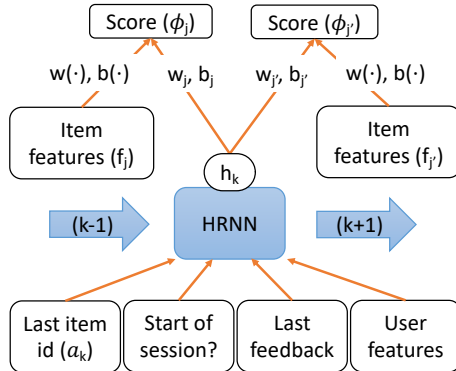 Score (ϕj)
Score (ϕj')
w(·), b(·)
wj, bj
wj', bj'
w(·), b(·)
Item
features (fj)
Item
features (fj')
hk
(k-1)
HRNN
(k+1)
Last item
id (ak)
Start of
session?
Last
feedback
User
features